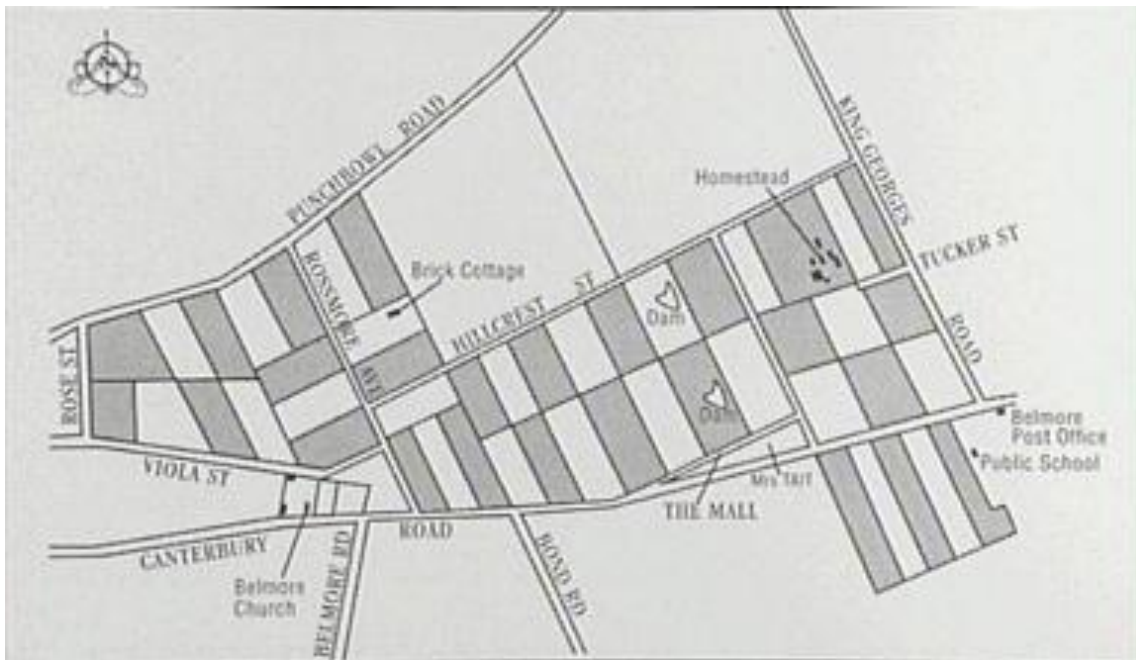 PUNCHBOWL ROAD
KING GEORGES
ROAD
Homestead
TUCKER ST
ROSSMORE AVE
Brick Cottage
HILLCREST ST
Dam
Dam
ROSE ST
VIOLA ST
Belmore
Post Office
Public School
Mrs TAIT
THE MALL
CANTERBURY
ROAD
Belmore
Church
BELMORE RD
BOND RD